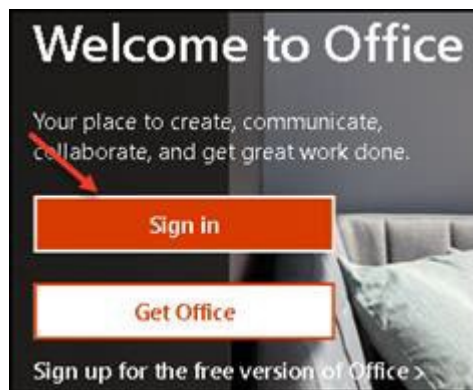 Welcome to Office
Your place to create, communicate,
collaborate, and get great work done.
Sign in
Get Office
Sign up for the free version of Office >